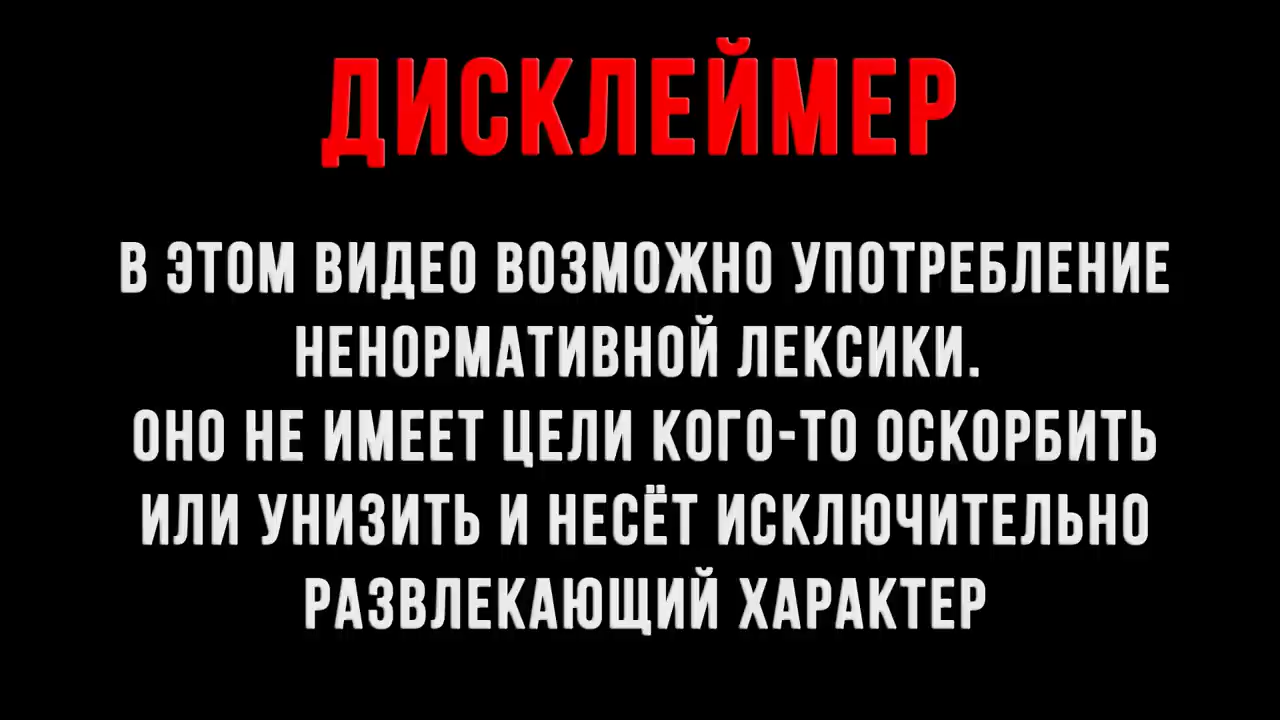 ДИСКЛЕЙМЕР
В ЭТОМ ВИДЕО ВОЗМОЖНО УПОТРЕБЛЕНИЕ
НЕНОРМАТИВНОЙ ЛЕКСИКИ.
ОНО НЕ ИМЕЕТ ЦЕЛИ КОГО-ТО ОСКОРБИТЬ
ИЛИ УНИЗИТЬ И НЕСЁТ ИСКЛЮЧИТЕЛЬНО
РАЗВЛЕКАЮЩИЙ ХАРАКТЕР